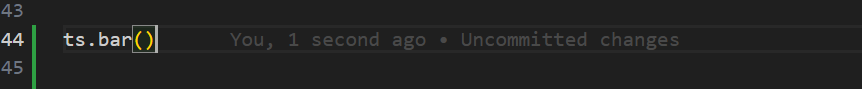 43
44 ts.bar() You, 1 second ago • Uncommitted changes
45